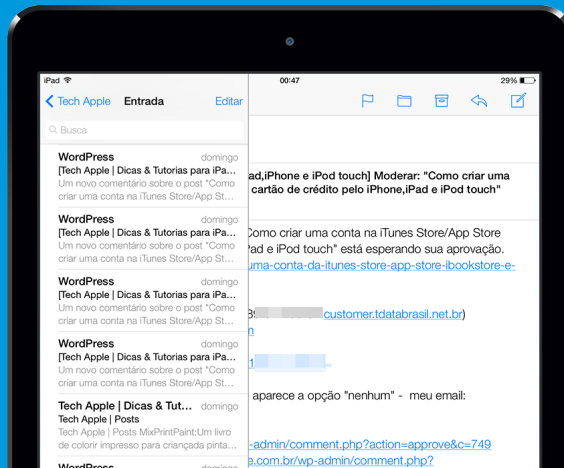 iPad
00:47
29%
Tech Apple
Entrada
Editar
Busca
WordPress domingo
[Tech Apple | Dicas & Tutorias para iPa...
Um novo comentário sobre o post "Como
criar uma conta na iTunes Store/App St...
WordPress domingo
[Tech Apple | Dicas & Tutorias para iPa...
Um novo comentário sobre o post "Como
criar uma conta na iTunes Store/App St...
WordPress domingo
[Tech Apple | Dicas & Tutorias para iPa...
Um novo comentário sobre o post "Como
criar uma conta na iTunes Store/App St...
WordPress domingo
[Tech Apple | Dicas & Tutorias para iPa...
Um novo comentário sobre o post "Como
criar uma conta na iTunes Store/App St...
Tech Apple | Dicas & Tut... domingo
Tech Apple | Posts
Tech Apple | Posts MixPrintPaint:Um livro
de colorir impresso para criançada pinta...
WordPress domingo
ad,iPhone e iPod touch] Moderar: "Como criar uma
cartão de crédito pelo iPhone,iPad e iPod touch"
Como criar uma conta na iTunes Store/App Store
Pad e iPod touch" está esperando sua aprovação.
uma-conta-da-itunes-store-app-store-ibookstore-e-
customer.tdatabrasil.net.br)
aparece a opção "nenhum" - meu email:
-admin/comment.php?action=approve&c=749
e.com.br/wp-admin/comment.php?